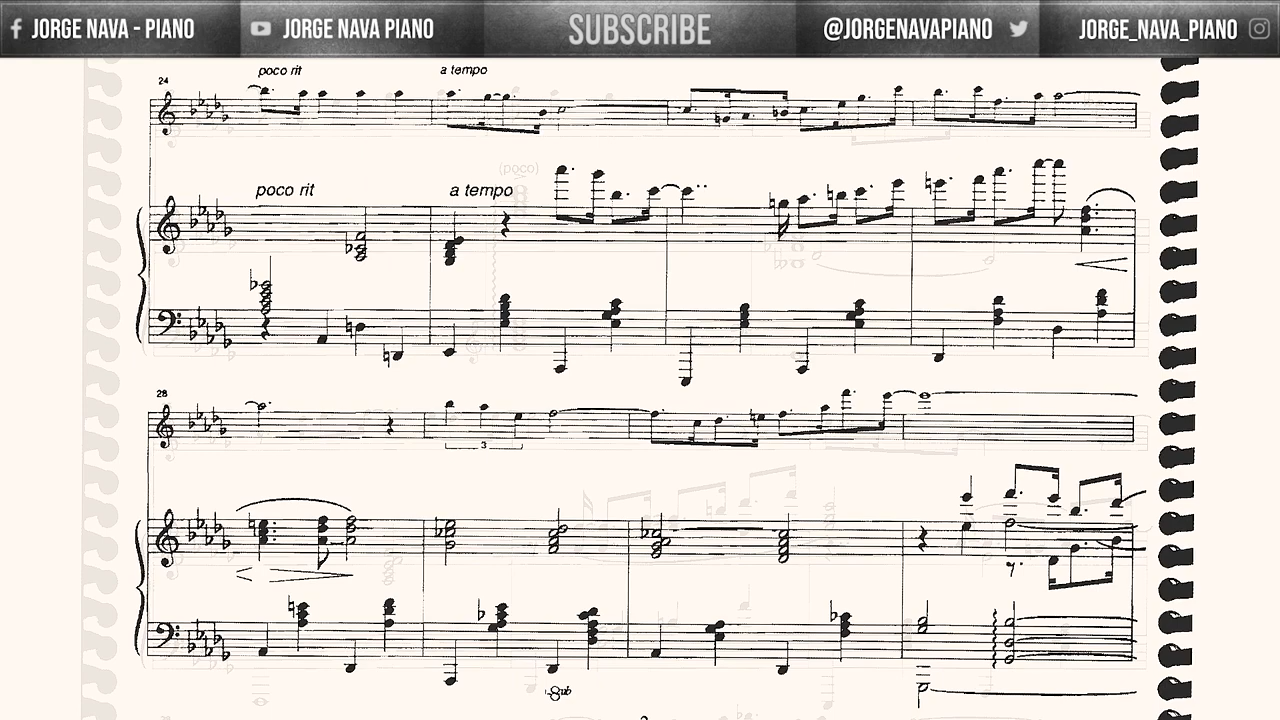 JORGE NAVA - PIANO JORGE NAVA PIANO SUBSCRIBE @JORGENAVAPIANO JORGE_NAVA_PIANO
poco rit a tempo
24
(poco)
poco rit a tempo
28
3